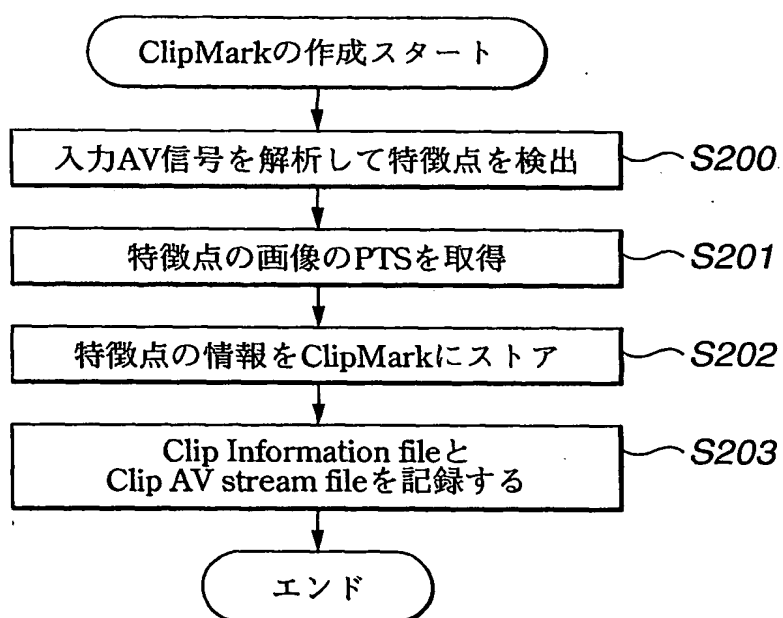 ClipMarkの作成スタート
入力AV信号を解析して特徴点を検出
S200
特徴点の画像のPTSを取得
S201
特徴点の情報をClipMarkにストア
S202
Clip Information fileと
Clip AV stream fileを記録する
S203
エンド